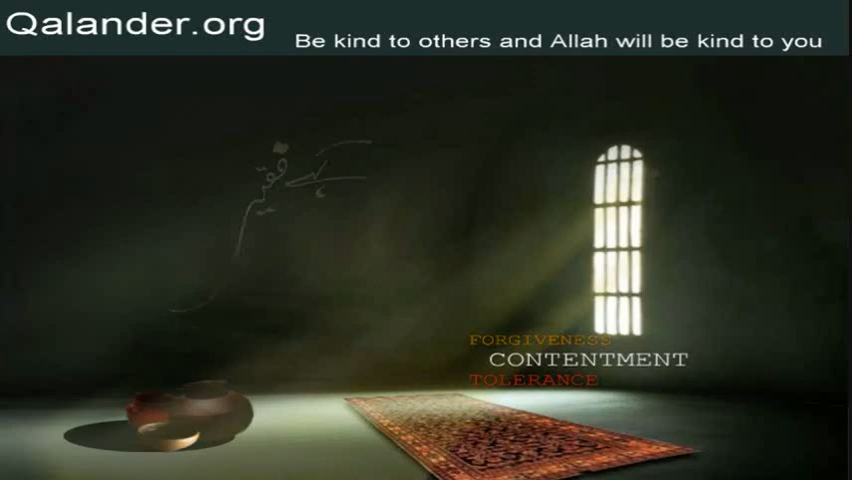 Qalander.org
Be kind to others and Allah will be kind to you
FORGIVENESS
CONTENTMENT
TOLERANCE